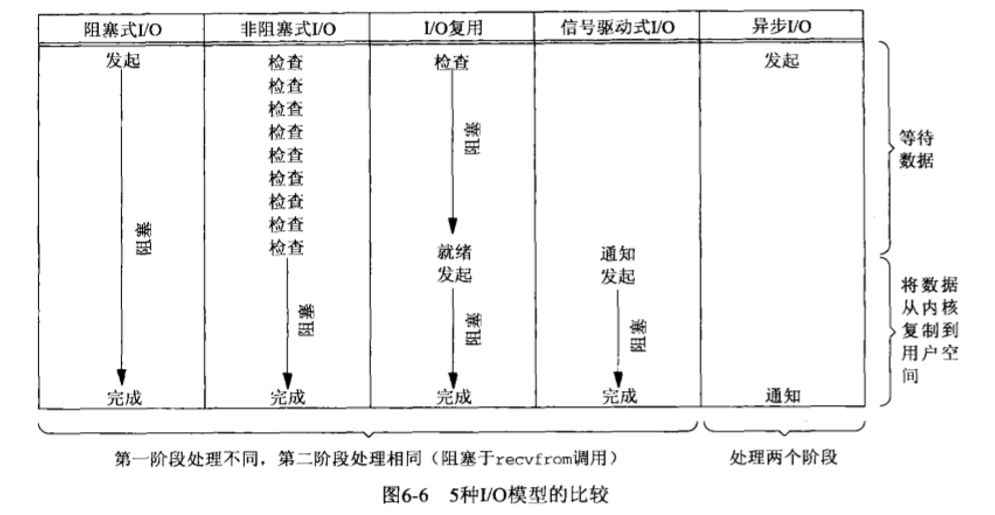 阻塞式I/O 非阻塞式I/O I/O复用 信号驱动式I/O 异步I/O
发起 检查 检查 发起
检查
检查
检查
检查
检查
检查
检查
检查
阻塞
阻塞
就绪 通知
发起 发起
阻塞
阻塞
阻塞
完成 完成 完成 完成 通知
等待
数据
将数据
从内核
复制到
用户空
间
第一阶段处理不同，第二阶段处理相同（阻塞于recvfrom调用） 处理两个阶段
图6-6 5种I/O模型的比较